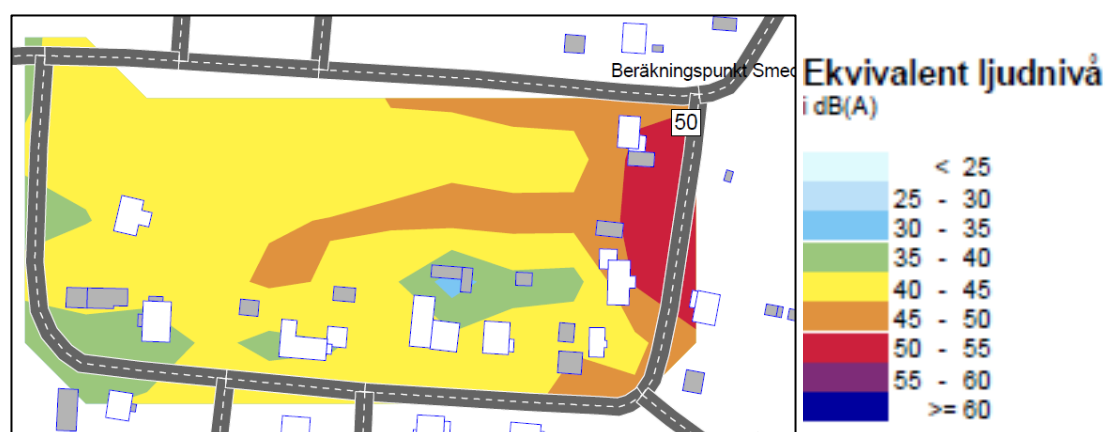 Beräkningspunkt Smed
50
Ekvivalent ljudnivå
i dB(A)
< 25
25 - 30
30 - 35
35 - 40
40 - 45
45 - 50
50 - 55
55 - 60
>= 60